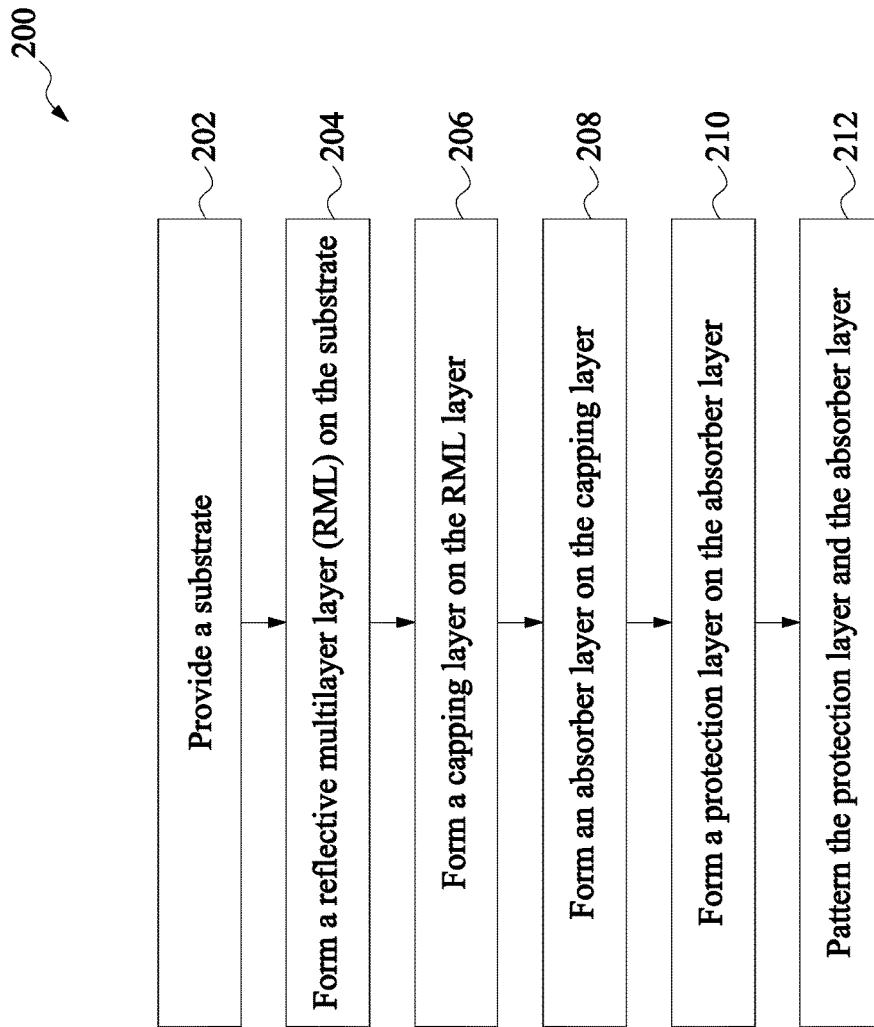 200
Provide a substrate
202
Form a reflective multilayer layer (RML) on the substrate
204
Form a capping layer on the RML layer
206
Form an absorber layer on the capping layer
208
Form a protection layer on the absorber layer
210
Pattern the protection layer and the absorber layer
212